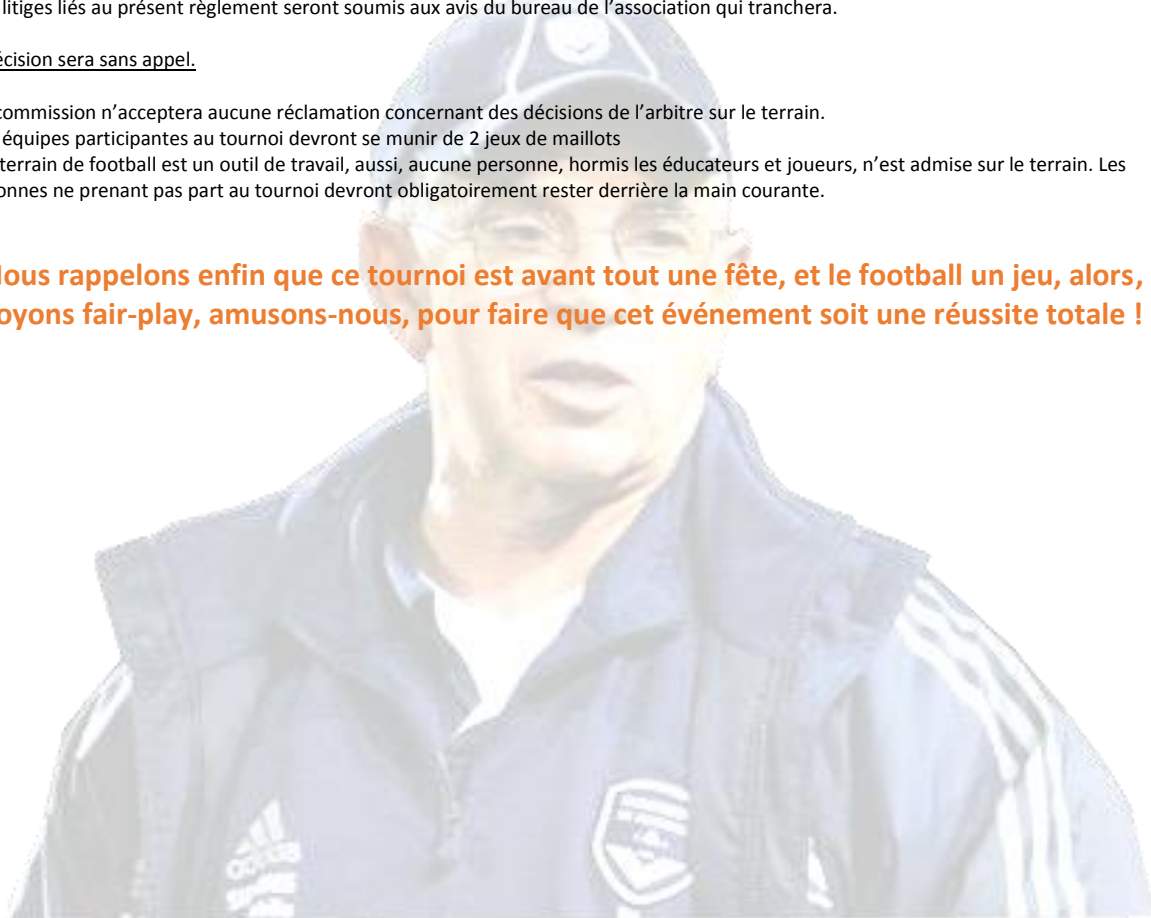 litiges liés au présent règlement seront soumis aux avis du bureau de l’association qui tranchera.
écision sera sans appel.
commission n’acceptera aucune réclamation concernant des décisions de l’arbitre sur le terrain.
équipes participantes au tournoi devront se munir de 2 jeux de maillots
terrain de football est un outil de travail, aussi, aucune personne, hormis les éducateurs et joueurs, n’est admise sur le terrain. Les
onnes ne prenant pas part au tournoi devront obligatoirement rester derrière la main courante.
Nous rappelons enfin que ce tournoi est avant tout une fête, et le football un jeu, alors,
oyons fair-play, amusons-nous, pour faire que cet événement soit une réussite totale !
adidas